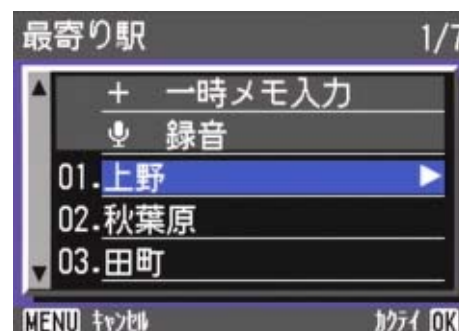 最寄り駅 1/7
+ 一時メモ入力
録音
01.上野
02.秋葉原
03.田町
MENU ｷｬﾝｾﾙ ｶｸﾃｲ OK